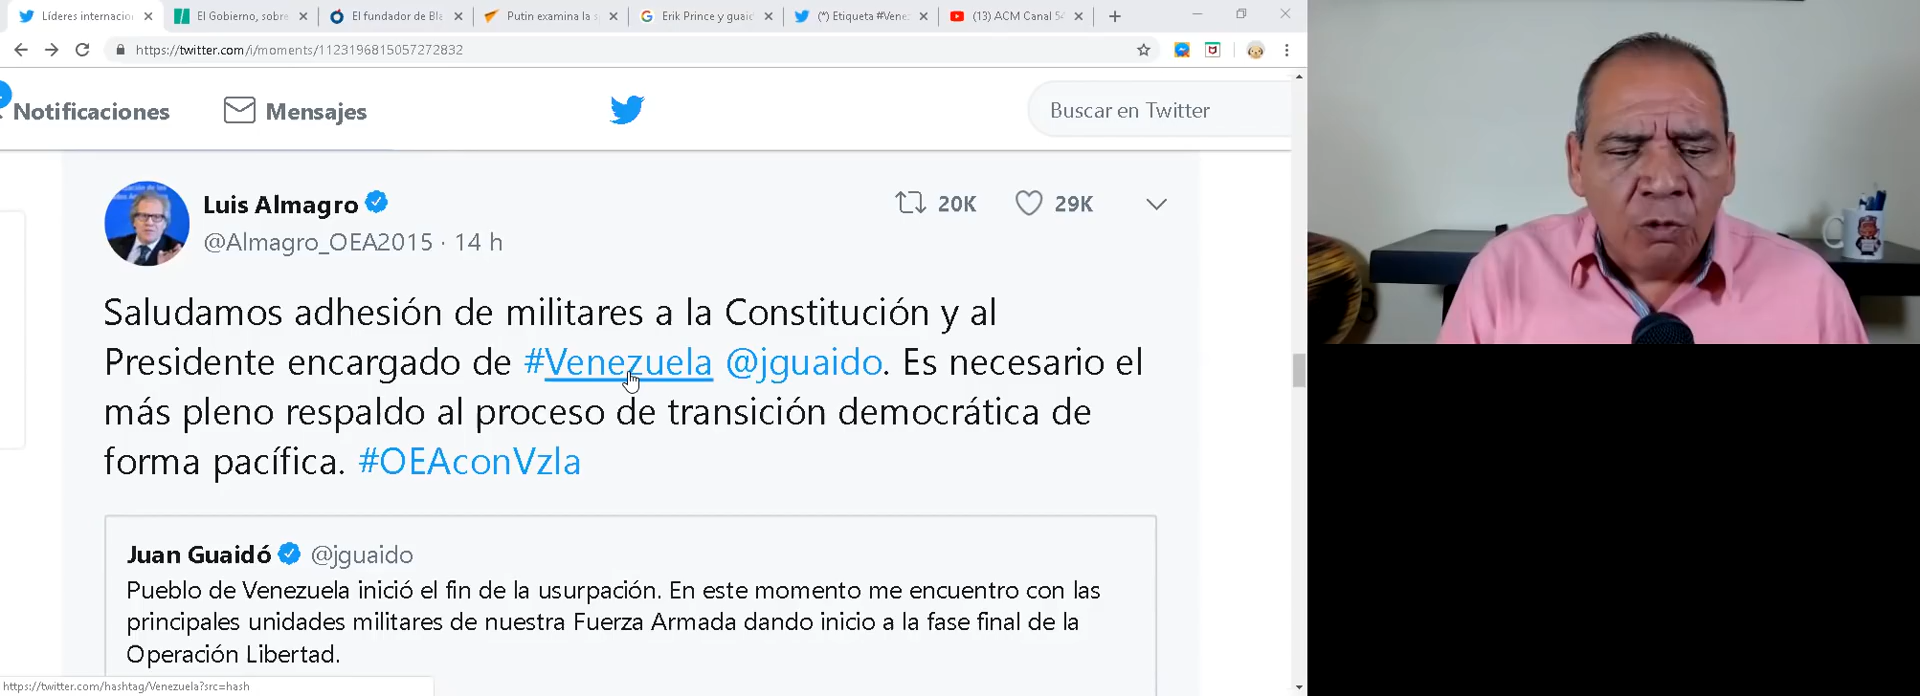 Líderes internacio
El Gobierno, sobre
El fundador de Bla
Putin examina la s
Erik Prince y guaid
(*) Etiqueta #Vene
(13) ACM Canal 54
https://twitter.com/i/moments/1123196815057272832
Notificaciones
Mensajes
Buscar en Twitter
Luis Almagro
20K
29K
@Almagro_OEA2015 · 14 h
Saludamos adhesión de militares a la Constitución y al
Presidente encargado de #Venezuela @jguaido. Es necesario el
más pleno respaldo al proceso de transición democrática de
forma pacífica. #OEAconVzla
Juan Guaidó @jguaido
Pueblo de Venezuela inició el fin de la usurpación. En este momento me encuentro con las
principales unidades militares de nuestra Fuerza Armada dando inicio a la fase final de la
Operación Libertad.
https://twitter.com/hashtag/Venezuela?src=hash